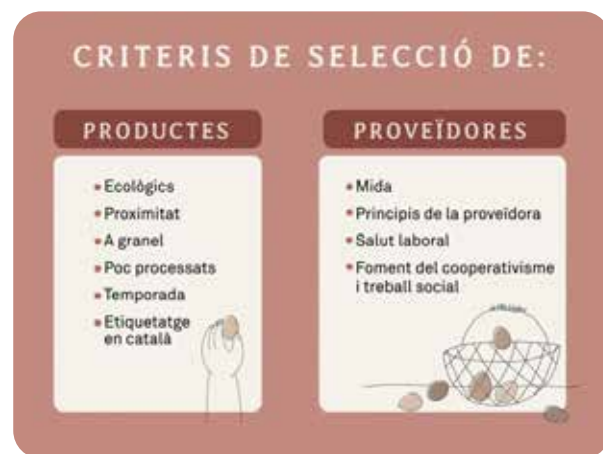 CRITERIS DE SELECCIÓ DE:
PRODUCTES
• Ecològics
• Proximitat
• A granel
• Poc processats
• Temporada
• Etiquetatge
en català
PROVEÏDORES
• Mida
• Principis de la proveïdora
• Salut laboral
• Foment del cooperativisme
i treball social